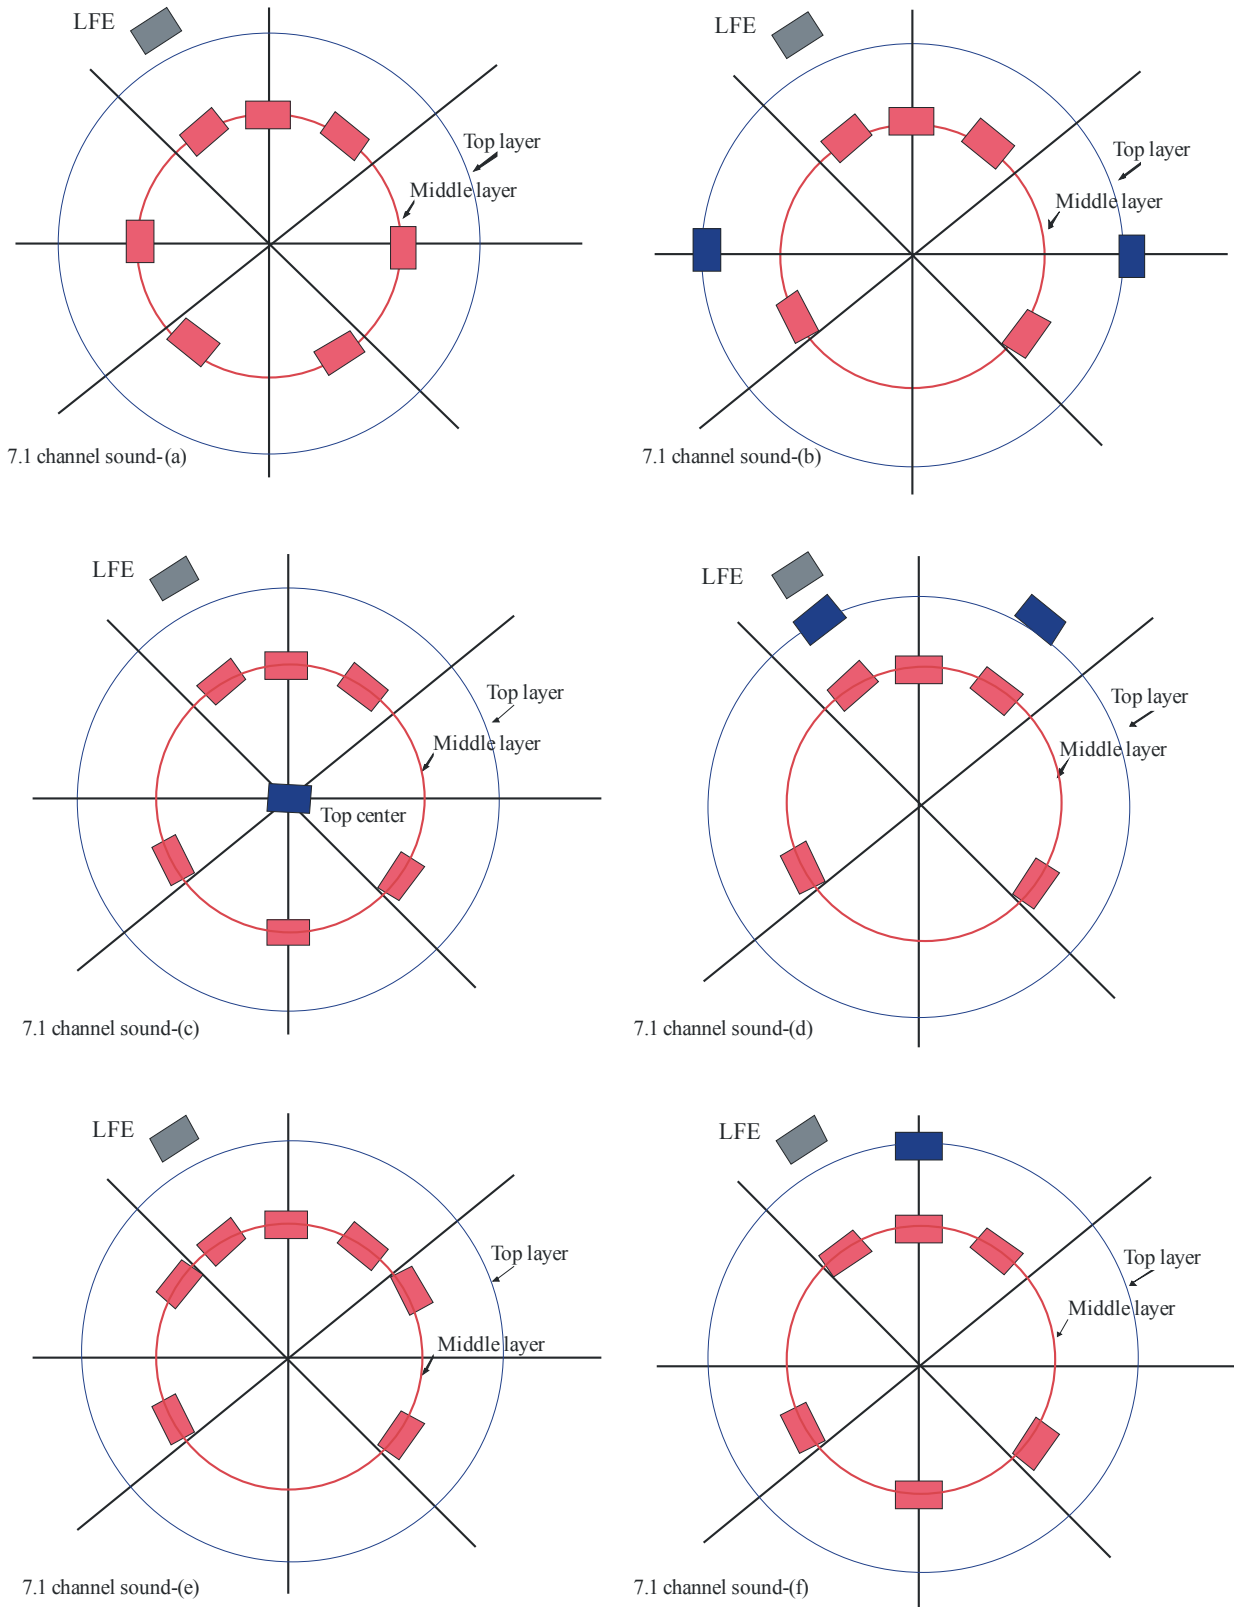 LFE
Top layer
Middle layer
7.1 channel sound-(a)
LFE
Top layer
Middle layer
7.1 channel sound-(b)
LFE
Top layer
Middle layer
Top center
7.1 channel sound-(c)
LFE
Top layer
Middle layer
7.1 channel sound-(d)
LFE
Top layer
Middle layer
7.1 channel sound-(e)
LFE
Top layer
Middle layer
7.1 channel sound-(f)